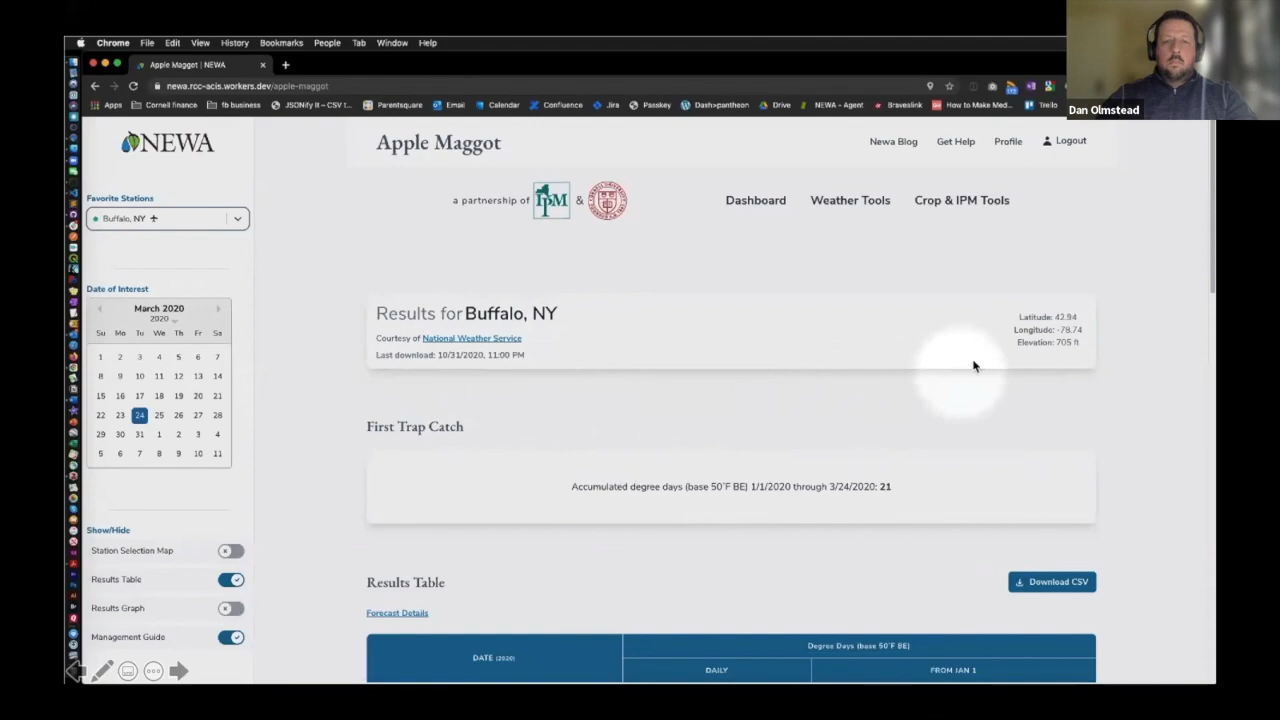 Chrome File Edit View History Bookmarks People Tab Window Help
Apple Maggot | NEWA
newa.rcc-acis.workers.dev/apple-maggot
Apps Cornell finance fb business JSONify It – CSV t... Parentsquare Email Calendar Confluence Jira Passkey Dash>pantheon Drive NEWA – Agent Braveslink How to Make Med... Trello
Dan Olmstead
NEWA
Apple Maggot
Newa Blog Get Help Profile Logout
a partnership of IPM &
Dashboard Weather Tools Crop & IPM Tools
Favorite Stations
Buffalo, NY
Date of Interest
March 2020
2020
Su Mo Tu We Th Fr Sa
1 2 3 4 5 6 7
8 9 10 11 12 13 14
15 16 17 18 19 20 21
22 23 24 25 26 27 28
29 30 31 1 2 3 4
5 6 7 8 9 10 11
Show/Hide
Station Selection Map
Results Table
Results Graph
Management Guide
Results for Buffalo, NY
Courtesy of National Weather Service
Last download: 10/31/2020, 11:00 PM
Latitude: 42.94
Longitude: -78.74
Elevation: 705 ft
First Trap Catch
Accumulated degree days (base 50°F BE) 1/1/2020 through 3/24/2020: 21
Results Table
Download CSV
Forecast Details
DATE (2020)
Degree Days (base 50°F BE)
DAILY FROM JAN 1